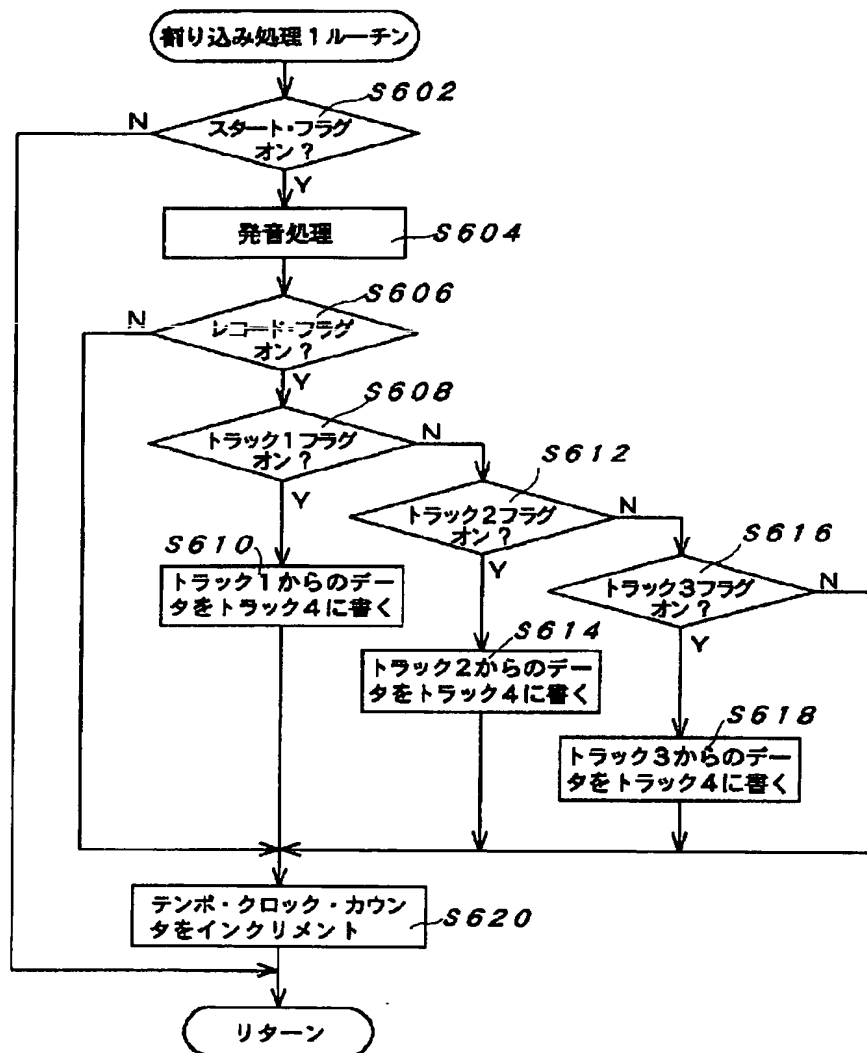 割り込み処理1ルーチン
S602
N
スタート・フラグ
オン?
Y
発音処理
S604
S606
N
レコード・フラグ
オン?
Y
S608
トラック1フラグ
オン?
N
Y
S612
トラック2フラグ
オン?
N
Y
S616
トラック3フラグ
オン?
N
Y
S610
トラック1からのデー
タをトラック4に書く
S614
トラック2からのデー
タをトラック4に書く
S618
トラック3からのデー
タをトラック4に書く
テンポ・クロック・カウン
タをインクリメント
S620
リターン